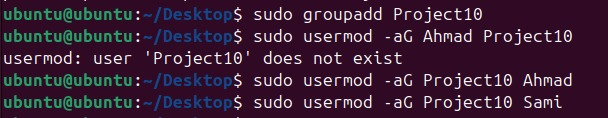 ubuntu@ubuntu:~/Desktop$ sudo groupadd Project10
ubuntu@ubuntu:~/Desktop$ sudo usermod -aG Ahmad Project10
usermod: user 'Project10' does not exist
ubuntu@ubuntu:~/Desktop$ sudo usermod -aG Project10 Ahmad
ubuntu@ubuntu:~/Desktop$ sudo usermod -aG Project10 Sami